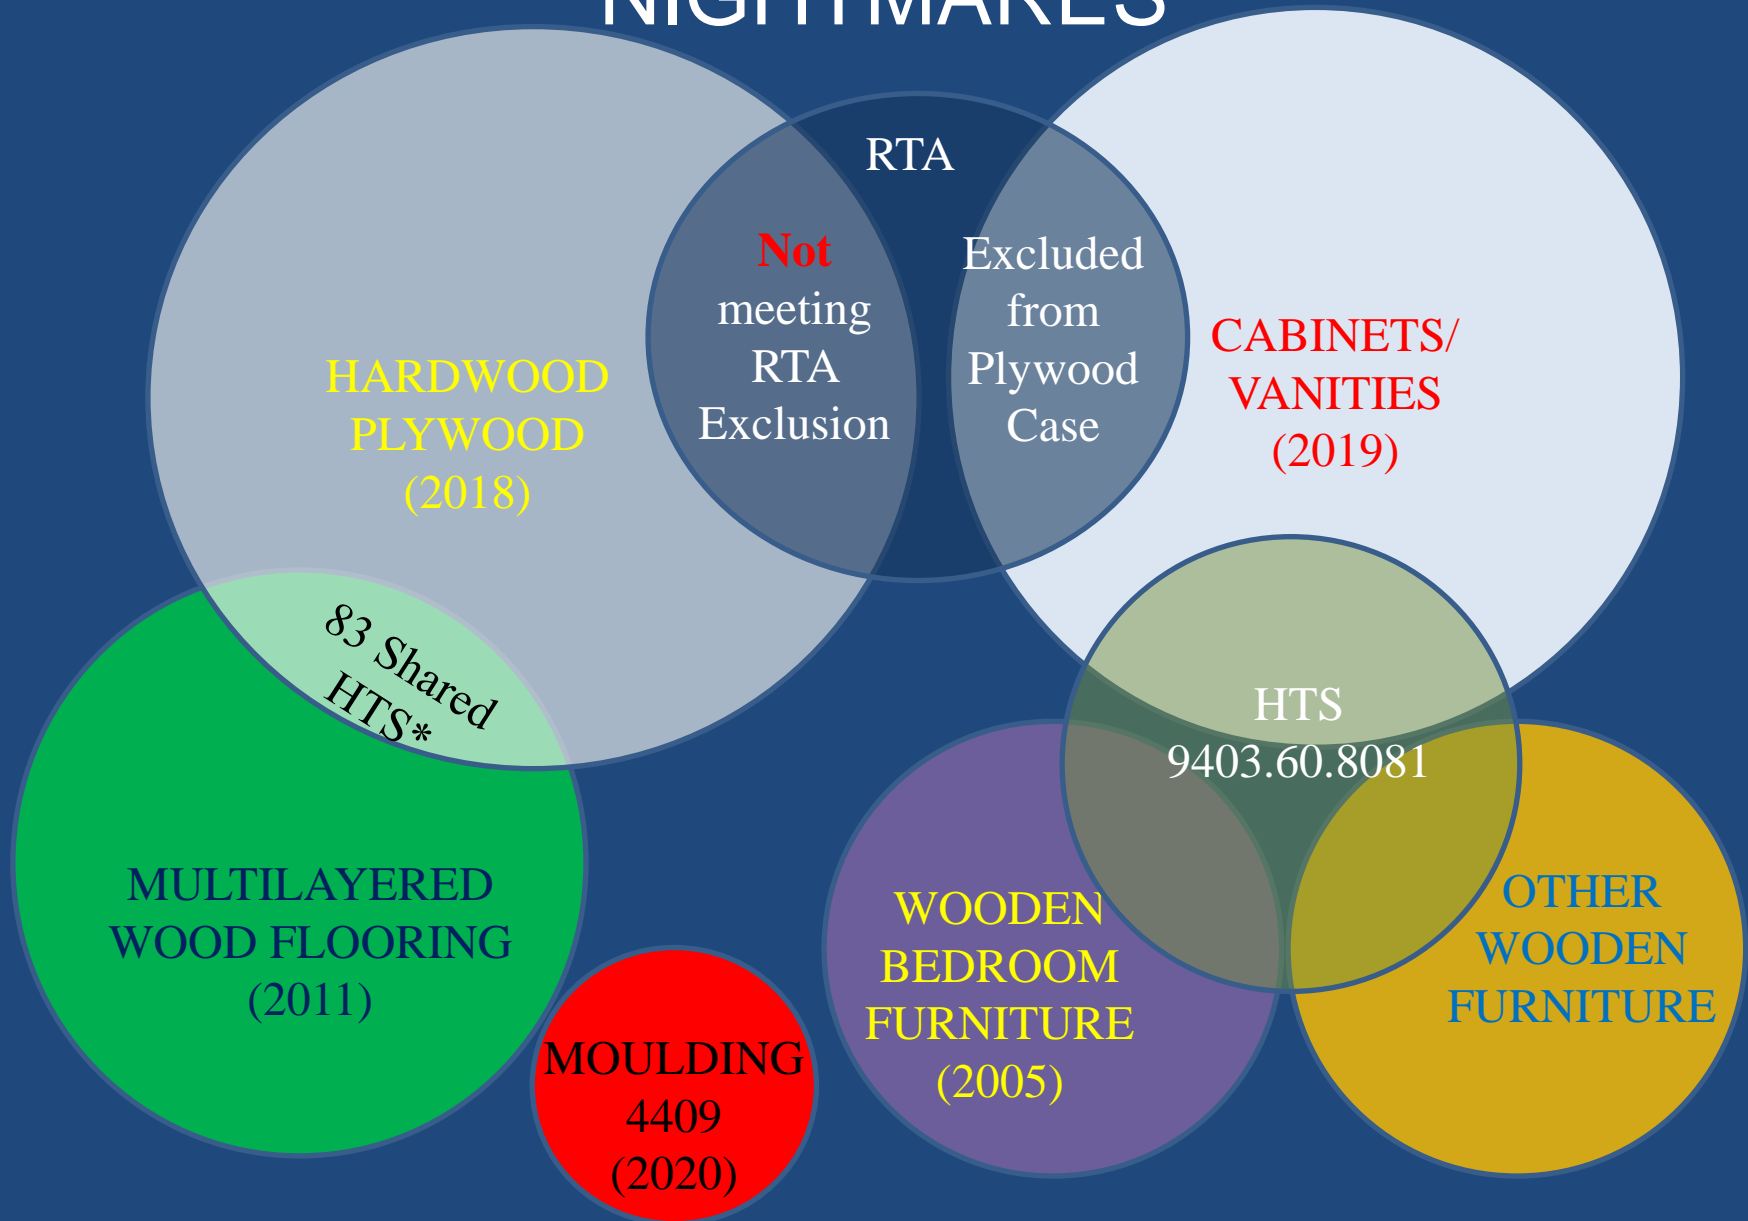 NIGHTMARES
RTA
Not
meeting
RTA
Exclusion
Excluded
from
Plywood
Case
HARDWOOD
PLYWOOD
(2018)
CABINETS/
VANITIES
(2019)
83 Shared
HTS*
HTS
9403.60.8081
MULTILAYERED
WOOD FLOORING
(2011)
MOULDING
4409
(2020)
WOODEN
BEDROOM
FURNITURE
(2005)
OTHER
WOODEN
FURNITURE